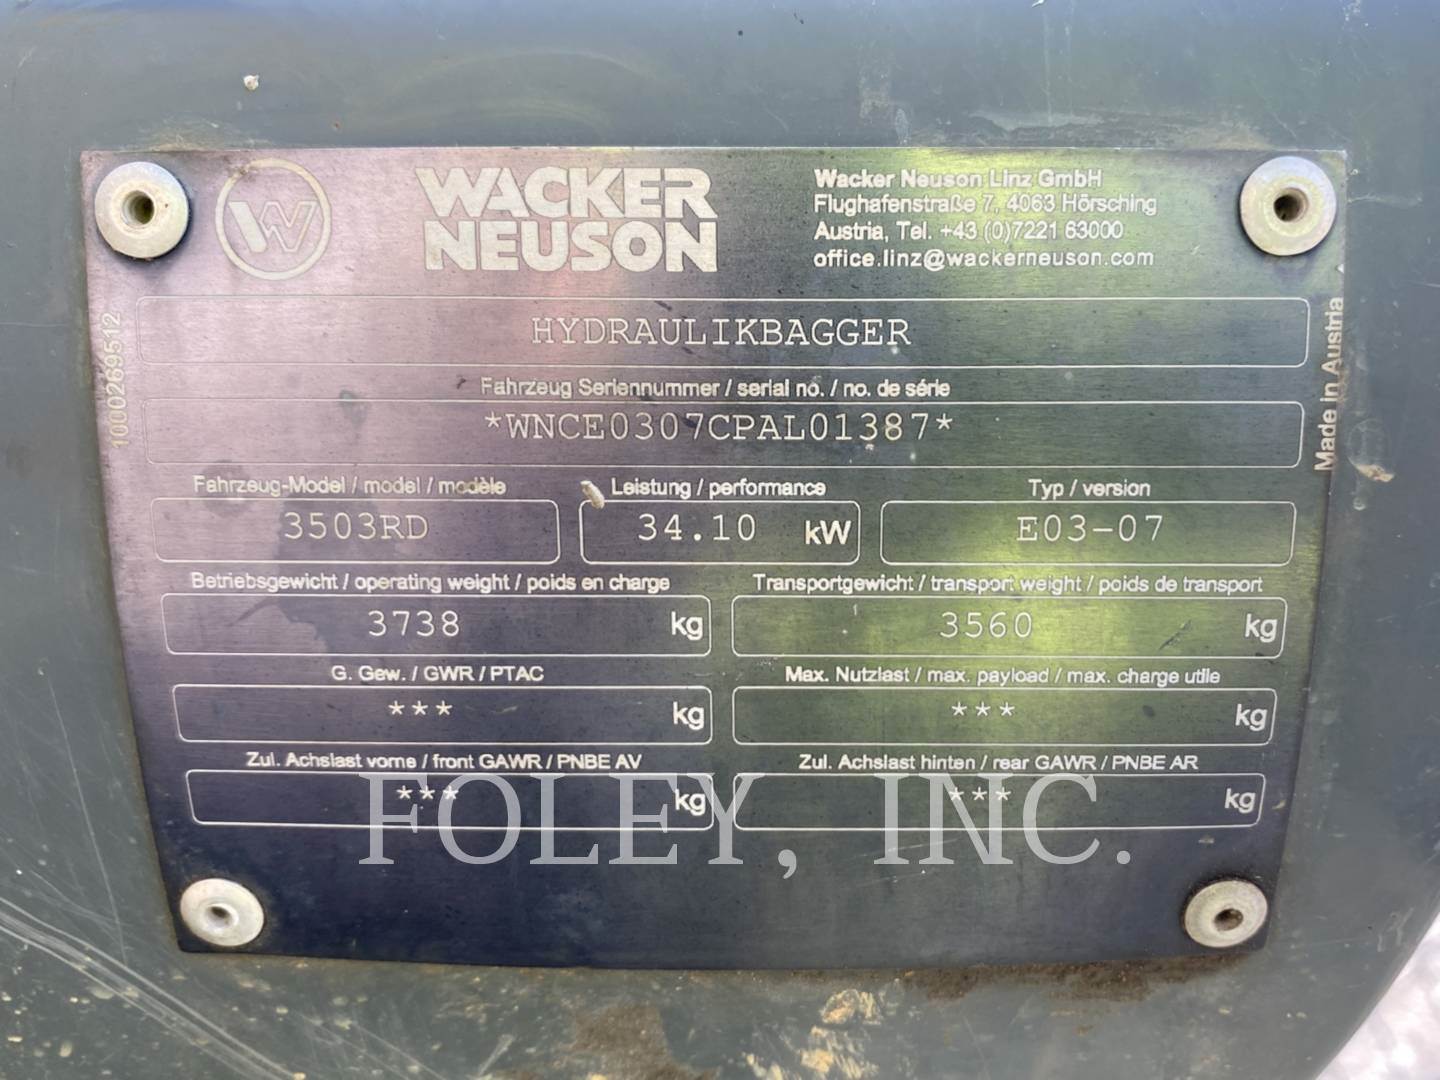 WACKER
NEUSON
Wacker Neuson Linz GmbH
Flughafenstraße 7, 4063 Hörsching
Austria, Tel. +43 (0)7221 63000
office.linz@wackerneuson.com
1000269512
HYDRAULIKBAGGER
Made in Austria
Fahrzeug Seriennummer / serial no. / no. de série
*WNCE0307CPAL01387*
Fahrzeug-Model / model / modèle
3503RD
Leistung / performance
34.10 kW
Typ / version
E03-07
Betriebsgewicht / operating weight / poids en charge
3738 kg
Transportgewicht / transport weight / poids de transport
3560 kg
G. Gew. / GWR / PTAC
*** kg
Max. Nutzlast / max. payload / max. charge utile
*** kg
Zul. Achslast vorne / front GAWR / PNBE AV
*** kg
Zul. Achslast hinten / rear GAWR / PNBE AR
*** kg
FOLEY, INC.